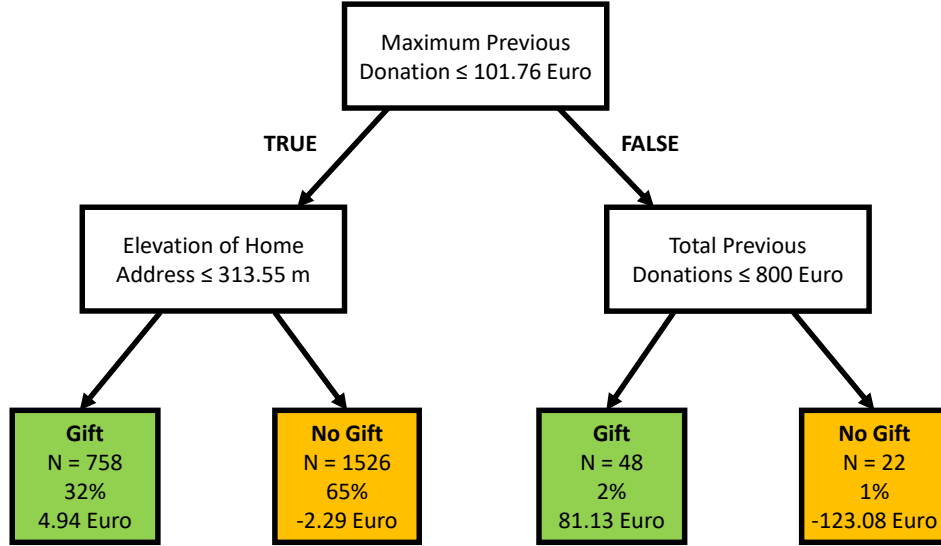 Maximum Previous
Donation ≤ 101.76 Euro
TRUE
FALSE
Elevation of Home
Address ≤ 313.55 m
Total Previous
Donations ≤ 800 Euro
Gift
N = 758
32%
4.94 Euro
No Gift
N = 1526
65%
-2.29 Euro
Gift
N = 48
2%
81.13 Euro
No Gift
N = 22
1%
-123.08 Euro